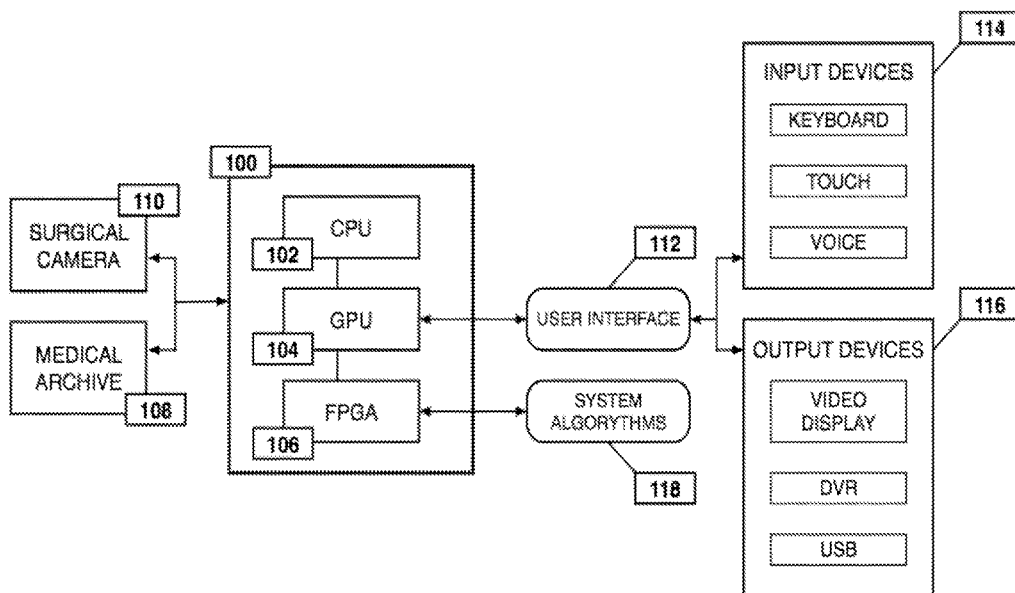 114
INPUT DEVICES
KEYBOARD
TOUCH
VOICE
100
110
SURGICAL
CAMERA
CPU
102
112
GPU
104
USER INTERFACE
116
MEDICAL
ARCHIVE
108
OUTPUT DEVICES
FPGA
106
SYSTEM
ALGORYTHMS
118
VIDEO
DISPLAY
DVR
USB